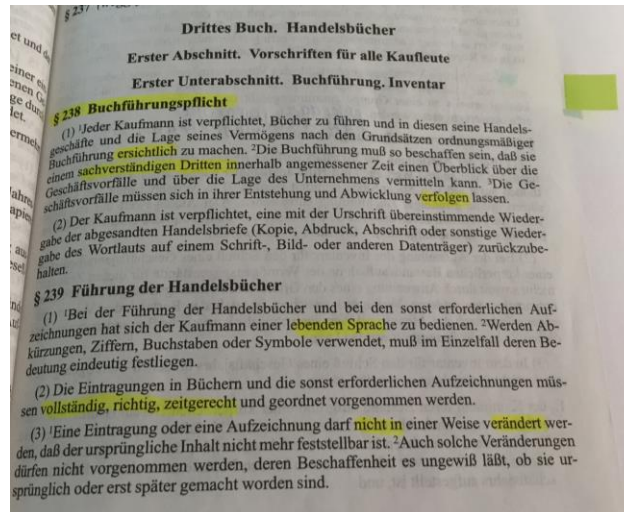 § 237
Drittes Buch. Handelsbücher
Erster Abschnitt. Vorschriften für alle Kaufleute
Erster Unterabschnitt. Buchführung. Inventar
§ 238 Buchführungspflicht
(1) ¹Jeder Kaufmann ist verpflichtet, Bücher zu führen und in diesen seine Handels-
geschäfte und die Lage seines Vermögens nach den Grundsätzen ordnungsmäßiger
Buchführung ersichtlich zu machen. ²Die Buchführung muß so beschaffen sein, daß sie
einem sachverständigen Dritten innerhalb angemessener Zeit einen Überblick über die
Geschäftsvorfälle und über die Lage des Unternehmens vermitteln kann. ³Die Ge-
schäftsvorfälle müssen sich in ihrer Entstehung und Abwicklung verfolgen lassen.
(2) Der Kaufmann ist verpflichtet, eine mit der Urschrift übereinstimmende Wieder-
gabe der abgesandten Handelsbriefe (Kopie, Abdruck, Abschrift oder sonstige Wieder-
gabe des Wortlauts auf einem Schrift-, Bild- oder anderen Datenträger) zurückzube-
halten.
§ 239 Führung der Handelsbücher
(1) ¹Bei der Führung der Handelsbücher und bei den sonst erforderlichen Auf-
zeichnungen hat sich der Kaufmann einer lebenden Sprache zu bedienen. ²Werden Ab-
kürzungen, Ziffern, Buchstaben oder Symbole verwendet, muß im Einzelfall deren Be-
deutung eindeutig festliegen.
(2) Die Eintragungen in Büchern und die sonst erforderlichen Aufzeichnungen müs-
sen vollständig, richtig, zeitgerecht und geordnet vorgenommen werden.
(3) ¹Eine Eintragung oder eine Aufzeichnung darf nicht in einer Weise verändert wer-
den, daß der ursprüngliche Inhalt nicht mehr feststellbar ist. ²Auch solche Veränderungen
dürfen nicht vorgenommen werden, deren Beschaffenheit es ungewiß läßt, ob sie ur-
sprünglich oder erst später gemacht worden sind.